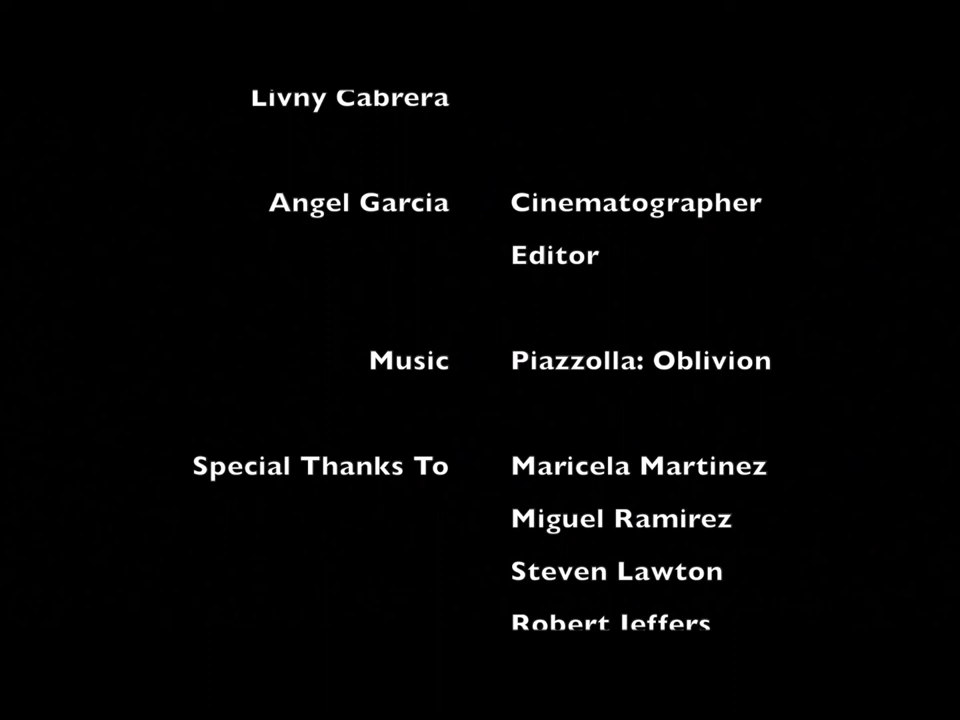 Livny Cabrera
Angel Garcia Cinematographer
Editor
Music Piazzolla: Oblivion
Special Thanks To Maricela Martinez
Miguel Ramirez
Steven Lawton
Robert Jeffers